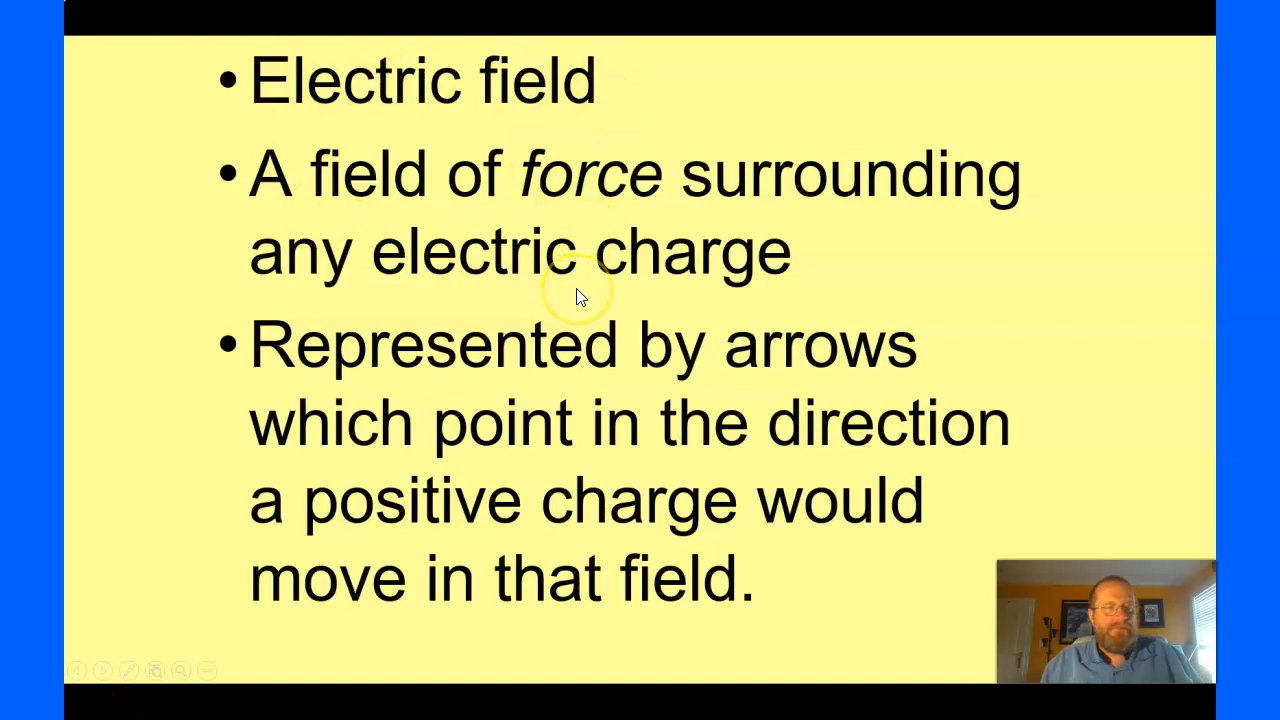 • Electric field
• A field of force surrounding
any electric charge
• Represented by arrows
which point in the direction
a positive charge would
move in that field.